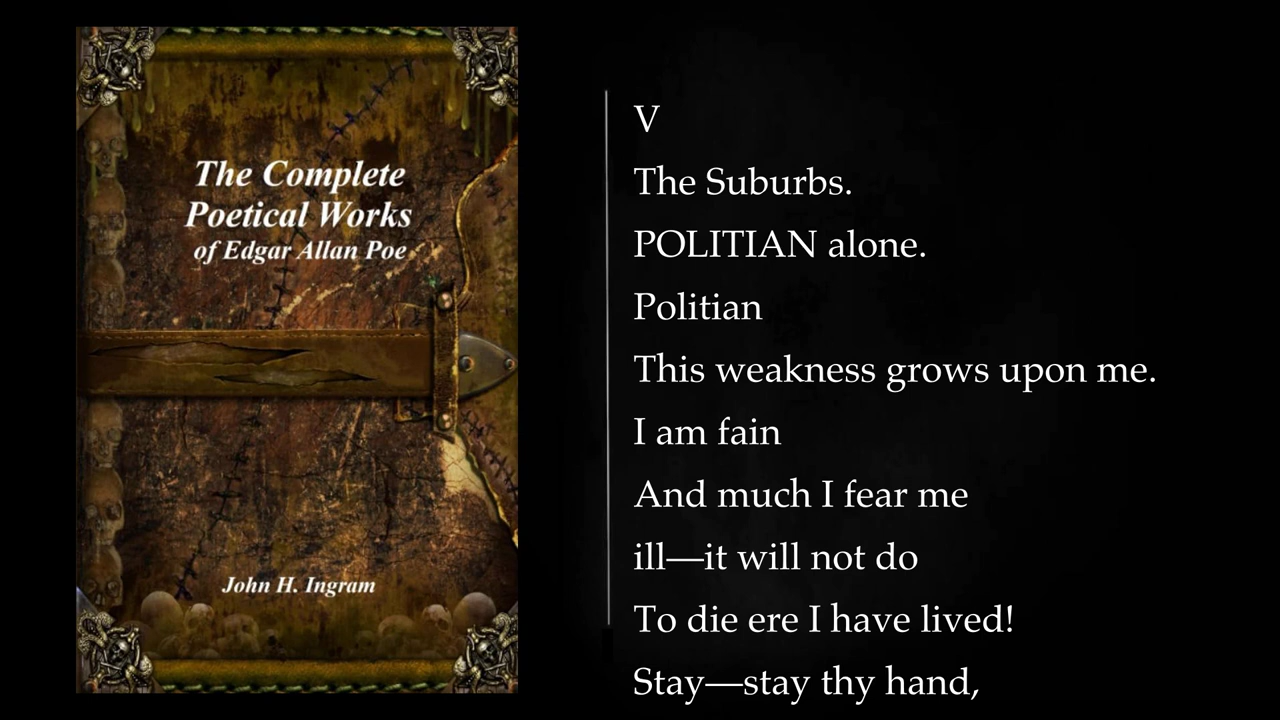 The Complete
Poetical Works
of Edgar Allan Poe
John H. Ingram
V
The Suburbs.
POLITIAN alone.
Politian
This weakness grows upon me.
I am fain
And much I fear me
ill—it will not do
To die ere I have lived!
Stay—stay thy hand,